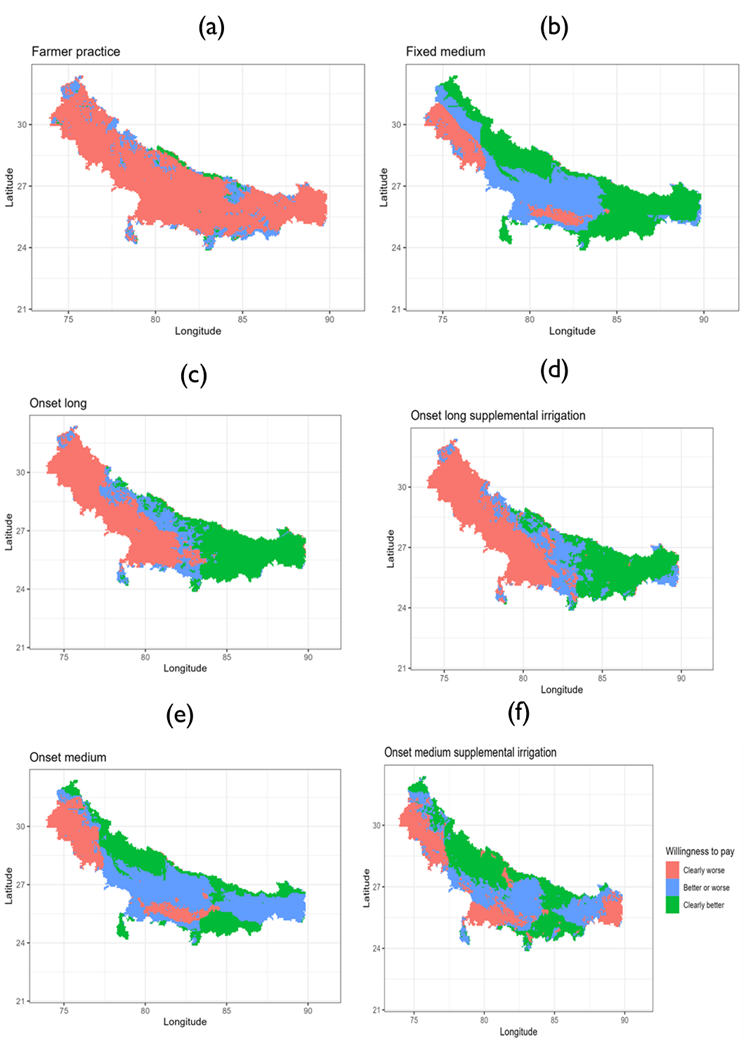 (a)
(b)
Farmer practice
Fixed medium
30
27
24
21
Latitude
75
80
85
90
Longitude
30
27
24
21
Latitude
75
80
85
90
Longitude
(c)
(d)
Onset long
Onset long supplemental irrigation
30
27
24
21
Latitude
75
80
85
90
Longitude
30
27
24
21
Latitude
75
80
85
90
Longitude
(e)
(f)
Onset medium
Onset medium supplemental irrigation
30
27
24
21
Latitude
75
80
85
90
Longitude
30
27
24
21
Latitude
75
80
85
90
Longitude
Willingness to pay
Clearly worse
Better or worse
Clearly better